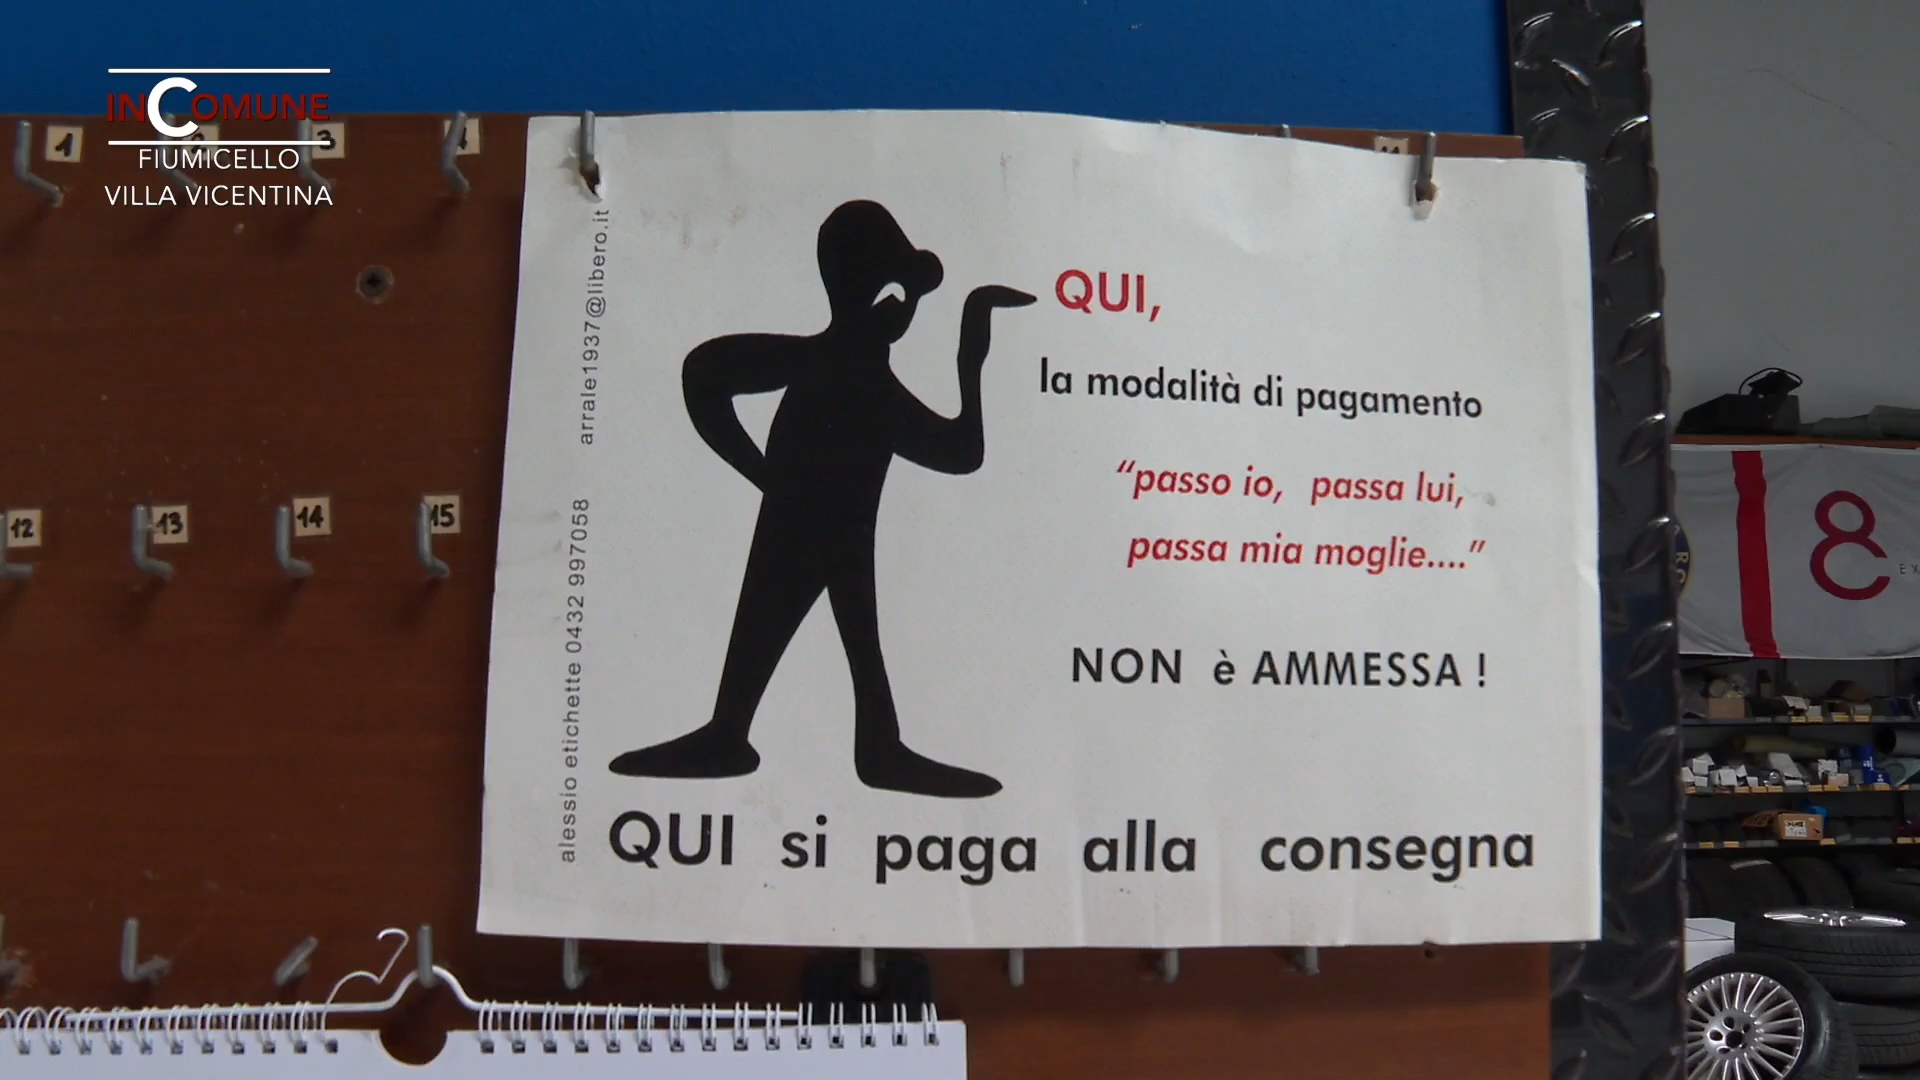 INCOMUNE
FIUMICELLO
VILLA VICENTINA
1
3
12
13
14
15
arrale1937@libero.it
alessio etichette 0432 997058
QUI,
la modalità di pagamento
“passo io, passa lui,
passa mia moglie....”
NON è AMMESSA !
QUI si paga alla consegna